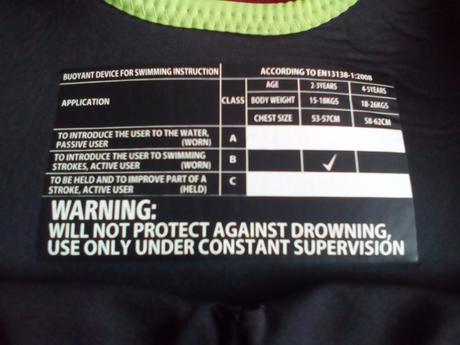 BUOYANT DEVICE FOR SWIMMING INSTRUCTION ACCORDING TO EN13138-1:2008
APPLICATION CLASS AGE 2-3YEARS 4-5YEARS
BODY WEIGHT 15-18KGS 18-26KGS
CHEST SIZE 53-57CM 58-62CM
TO INTRODUCE THE USER TO THE WATER, A
PASSIVE USER (WORN)
TO INTRODUCE THE USER TO SWIMMING B ✓
STROKES, ACTIVE USER (WORN)
TO BE HELD AND TO IMPROVE PART OF A C
STROKE, ACTIVE USER (HELD)
WARNING:
WILL NOT PROTECT AGAINST DROWNING,
USE ONLY UNDER CONSTANT SUPERVISION